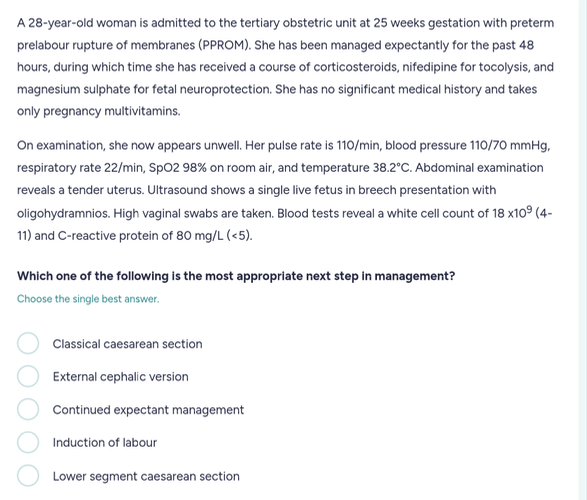 A 28-year-old woman is admitted to the tertiary obstetric unit at 25 weeks gestation with preterm
prelabour rupture of membranes (PPROM). She has been managed expectantly for the past 48
hours, during which time she has received a course of corticosteroids, nifedipine for tocolysis, and
magnesium sulphate for fetal neuroprotection. She has no significant medical history and takes
only pregnancy multivitamins.
On examination, she now appears unwell. Her pulse rate is 110/min, blood pressure 110/70 mmHg,
respiratory rate 22/min, SpO2 98% on room air, and temperature 38.2°C. Abdominal examination
reveals a tender uterus. Ultrasound shows a single live fetus in breech presentation with
oligohydramnios. High vaginal swabs are taken. Blood tests reveal a white cell count of 18 x10⁹ (4-
11) and C-reactive protein of 80 mg/L (<5).
Which one of the following is the most appropriate next step in management?
Choose the single best answer.
Classical caesarean section
External cephalic version
Continued expectant management
Induction of labour
Lower segment caesarean section